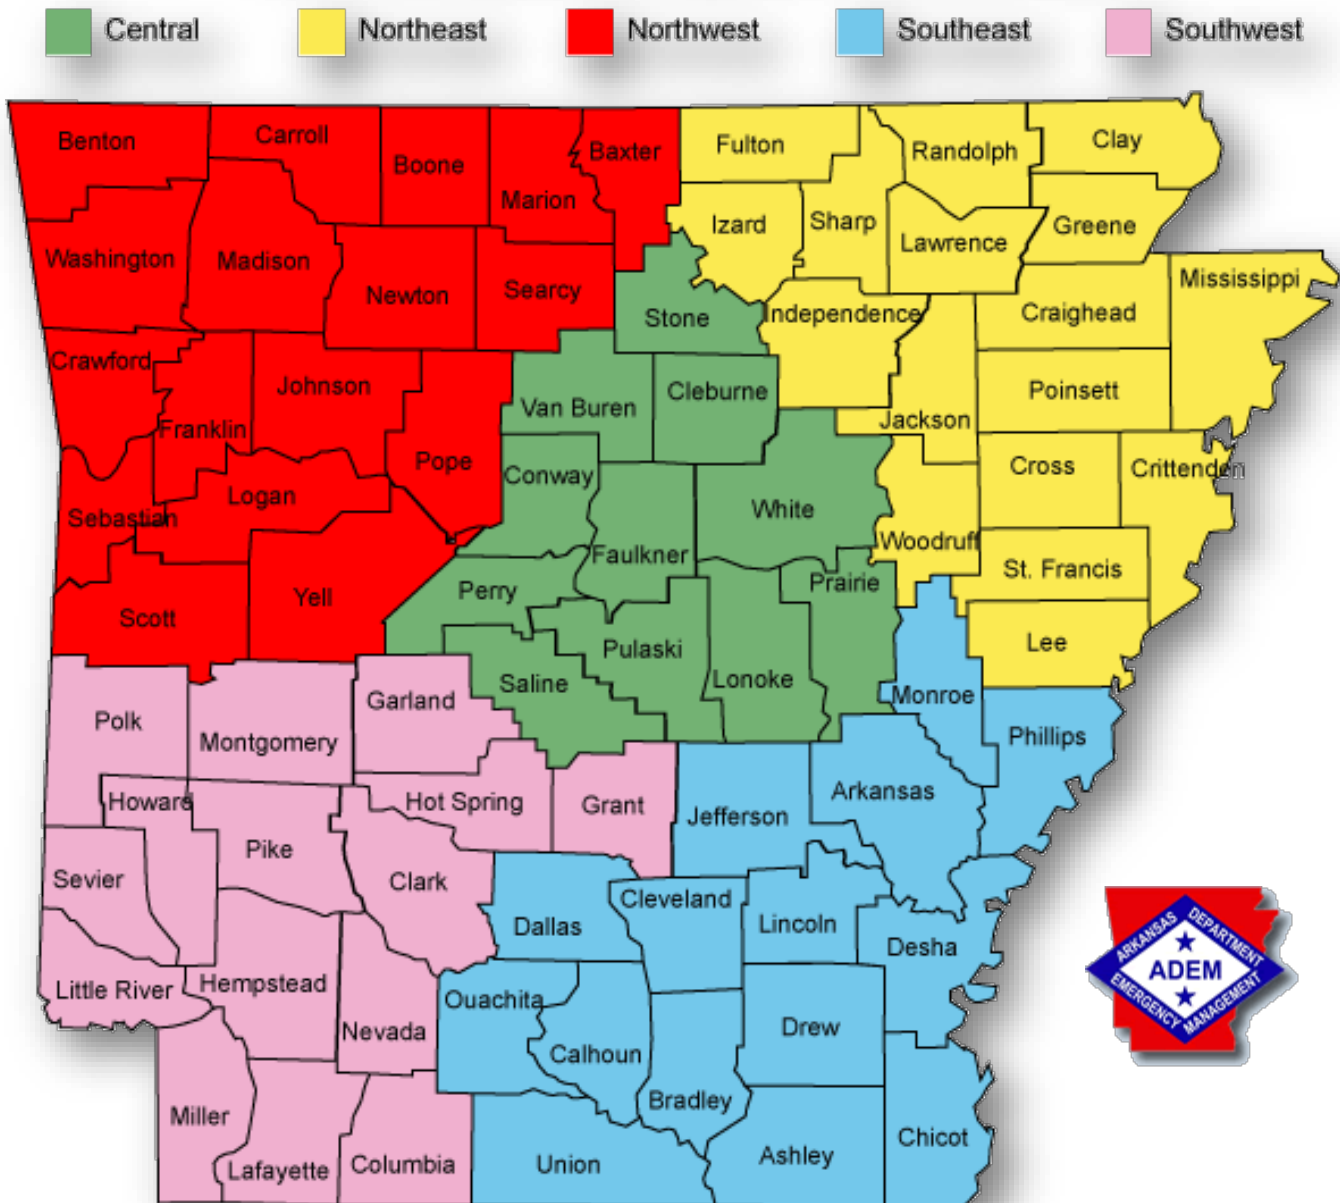 Central Northeast Northwest Southeast Southwest
Benton
Carroll
Boone
Marion
Baxter
Fulton
Randolph
Clay
Washington
Madison
Newton
Searcy
Izard
Sharp
Lawrence
Greene
Mississippi
Stone
Independence
Craighead
Crawford
Franklin
Johnson
Pope
Van Buren
Cleburne
Jackson
Poinsett
Sebastian
Logan
Conway
White
Cross
Crittenden
Woodruff
Faulkner
Scott
Yell
Perry
Prairie
St. Francis
Pulaski
Lee
Saline
Lonoke
Monroe
Polk
Montgomery
Garland
Phillips
Howard
Hot Spring
Grant
Jefferson
Arkansas
Pike
Sevier
Clark
Dallas
Cleveland
Lincoln
Desha
Little River
Hempstead
Nevada
Ouachita
Calhoun
Drew
Bradley
Miller
Lafayette
Columbia
Union
Ashley
Chicot
ARKANSAS DEPARTMENT
ADEM
EMERGENCY MANAGEMENT